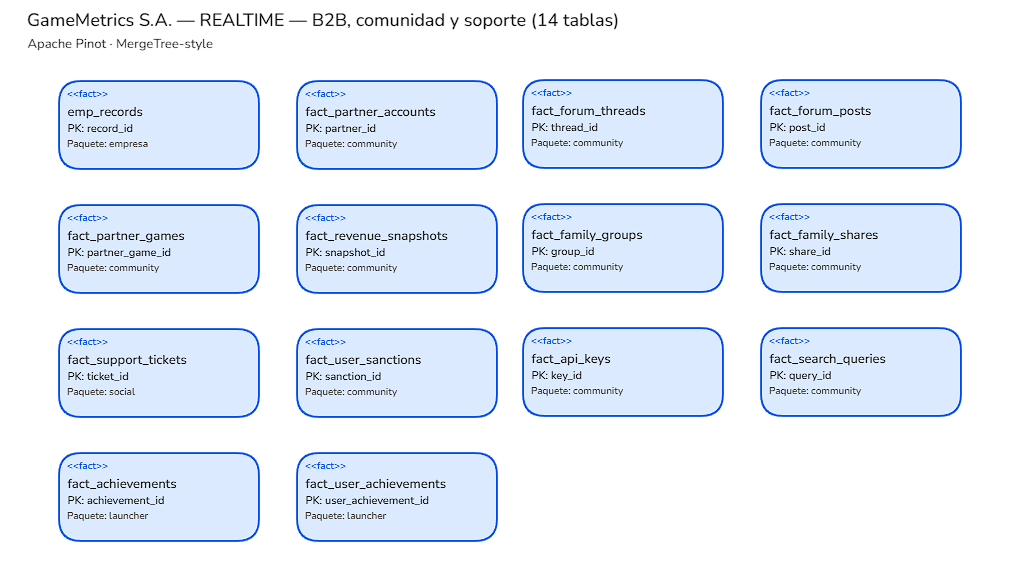 GameMetrics S.A. — REALTIME — B2B, comunidad y soporte (14 tablas)
Apache Pinot · MergeTree-style
<<fact>>
emp_records
PK: record_id
Paquete: empresa
<<fact>>
fact_partner_accounts
PK: partner_id
Paquete: community
<<fact>>
fact_forum_threads
PK: thread_id
Paquete: community
<<fact>>
fact_forum_posts
PK: post_id
Paquete: community
<<fact>>
fact_partner_games
PK: partner_game_id
Paquete: community
<<fact>>
fact_revenue_snapshots
PK: snapshot_id
Paquete: community
<<fact>>
fact_family_groups
PK: group_id
Paquete: community
<<fact>>
fact_family_shares
PK: share_id
Paquete: community
<<fact>>
fact_support_tickets
PK: ticket_id
Paquete: social
<<fact>>
fact_user_sanctions
PK: sanction_id
Paquete: community
<<fact>>
fact_api_keys
PK: key_id
Paquete: community
<<fact>>
fact_search_queries
PK: query_id
Paquete: community
<<fact>>
fact_achievements
PK: achievement_id
Paquete: launcher
<<fact>>
fact_user_achievements
PK: user_achievement_id
Paquete: launcher